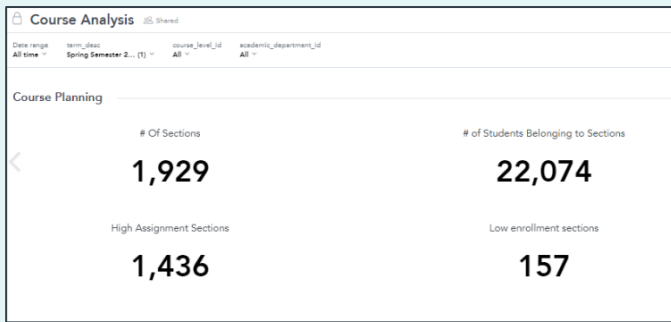 Course Analysis Shared
Date range term_desc course_level_id academic_department_id
All time Spring Semester 2... (1) All All
Course Planning
# Of Sections # of Students Belonging to Sections
1,929 22,074
High Assignment Sections Low enrollment sections
1,436 157